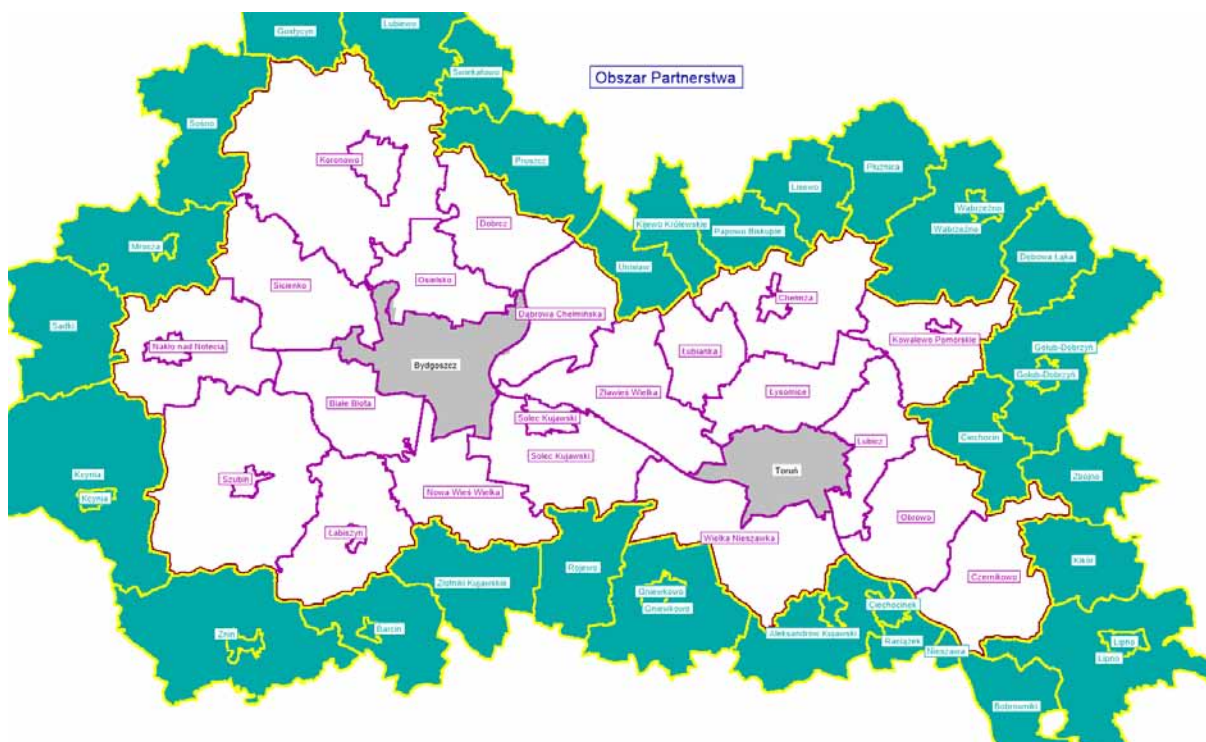 Gostycyn
Lubiewo
Świekatowo
Obszar Partnerstwa
Sośno
Pruszcz
Koronowo
Płużnica
Lisewo
Wąbrzeźno
Kijewo Królewskie
Papowo Biskupie
Wąbrzeźno
Dobrcz
Mrocza
Unisław
Dębowa Łąka
Osielsko
Sicienko
Chełmża
Dąbrowa Chełmińska
Sadki
Kowalewo Pomorskie
Nakło nad Notecią
Łubianka
Golub-Dobrzyń
Golub-Dobrzyń
Bydgoszcz
Złławieś Wielka
Łysomice
Białe Błota
Solec Kujawski
Ciechocin
Lubicz
Solec Kujawski
Toruń
Kcynia
Zbójno
Szubin
Kcynia
Nowa Wieś Wielka
Obrowo
Łabiszyn
Wielka Nieszawka
Kikół
Rojewo
Czernikowo
Złotniki Kujawskie
Gniewkowo
Ciechocinek
Gniewkowo
Barcin
Aleksandrów Kujawski
Żnin
Raciążek
Lipno
Nieszawa
Lipno
Bobrowniki